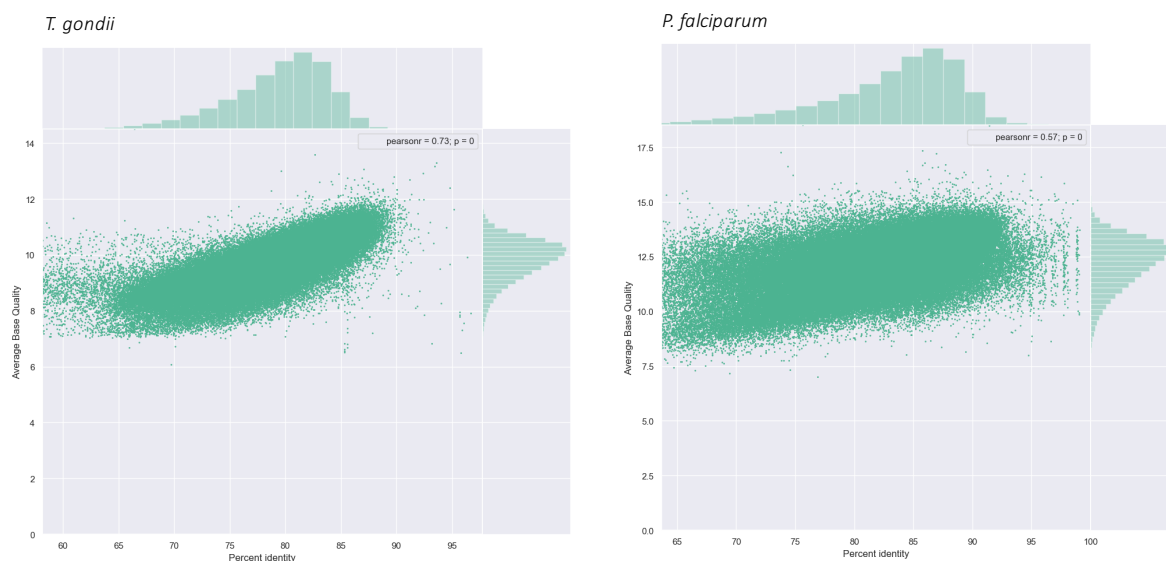 T. gondii
pearsonr = 0.73; p = 0
14
12
10
8
6
4
2
0
Average Base Quality
60 65 70 75 80 85 90 95
Percent identity
P. falciparum
pearsonr = 0.57; p = 0
17.5
15.0
12.5
10.0
7.5
5.0
2.5
0.0
Average Base Quality
65 70 75 80 85 90 95 100
Percent identity